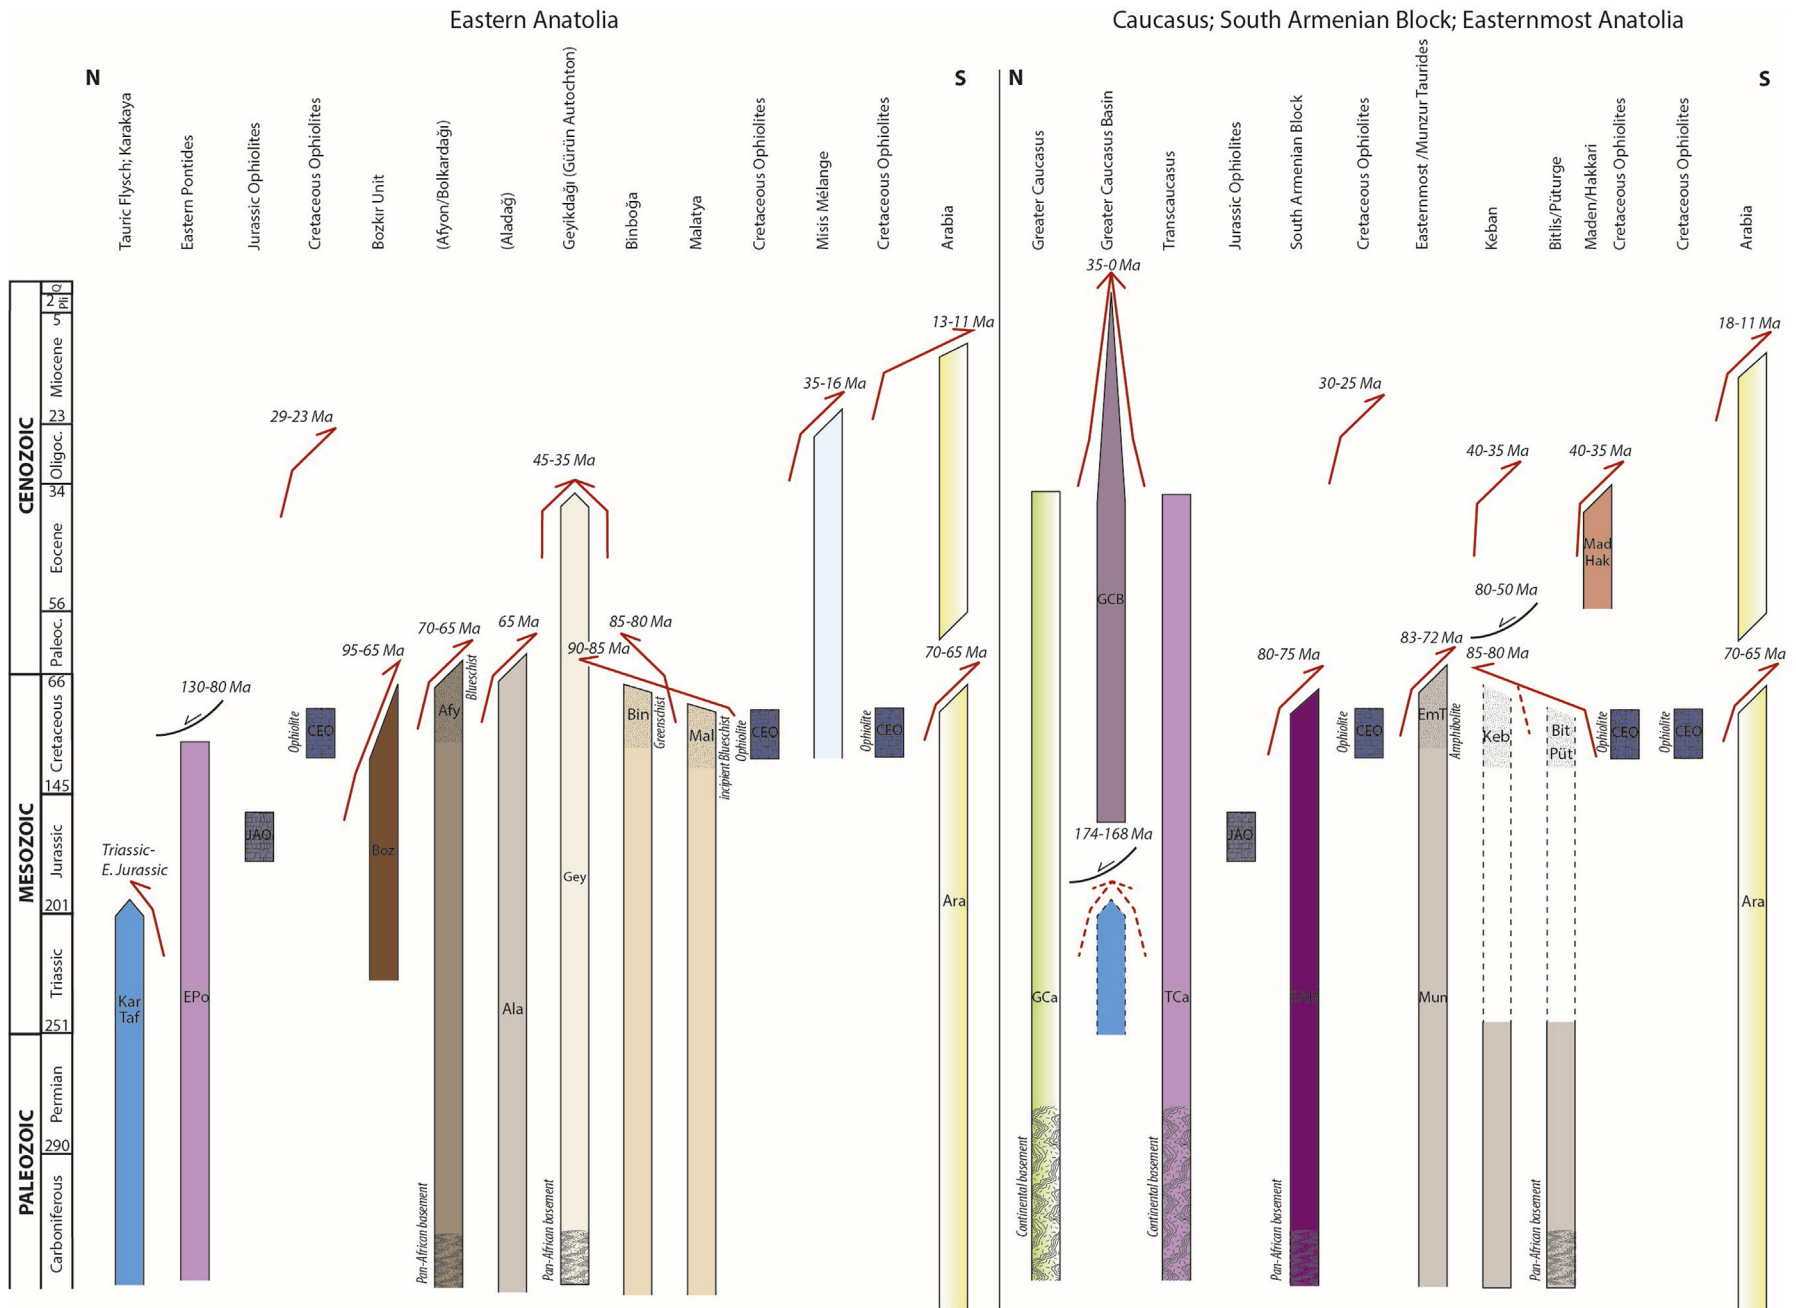 Eastern Anatolia
Caucasus; South Armenian Block; Easternmost Anatolia
N
S
N
S
Tauric Flysch; Karakaya
Eastern Pontides
Jurassic Ophiolites
Cretaceous Ophiolites
Bozkır Unit
(Afyon/Bolkardağı)
(Aladağ)
Geyikdağı (Gürün Autochton)
Binboğa
Malatya
Cretaceous Ophiolites
Misis Mélange
Cretaceous Ophiolites
Arabia
Greater Caucasus
Greater Caucasus Basin
Transcaucasus
Jurassic Ophiolites
South Armenian Block
Cretaceous Ophiolites
Easternmost /Munzur Taurides
Keban
Bitlis/Püturge
Maden/Hakkari
Cretaceous Ophiolites
Cretaceous Ophiolites
Arabia
CENOZOIC
MESOZOIC
PALEOZOIC
Q
2
Pli
5
Miocene
23
Oligoc.
34
Eocene
56
Paleoc.
66
Cretaceous
145
Jurassic
201
Triassic
251
Permian
290
Carboniferous
Triassic-
E. Jurassic
Kar
Taf
130-80 Ma
EPo
JAO
29-23 Ma
Ophiolite
CEO
95-65 Ma
Boz
70-65 Ma
Blueschist
Afy
Pan-African basement
65 Ma
Ala
45-35 Ma
Gey
Pan-African basement
90-85 Ma
85-80 Ma
Bin
Greenschist
Mal
incipient Blueschist
Ophiolite
CEO
35-16 Ma
Ophiolite
CEO
13-11 Ma
70-65 Ma
Ara
GCa
Continental basement
35-0 Ma
GCB
174-168 Ma
TCa
Continental basement
JAO
80-75 Ma
SAB
Pan-African basement
30-25 Ma
Ophiolite
CEO
83-72 Ma
EmT
Amphibolite
Mun
40-35 Ma
80-50 Ma
85-80 Ma
Keb
Bit
Püt
Pan-African basement
40-35 Ma
Mad
Hak
Ophiolite
CEO
CEO
18-11 Ma
70-65 Ma
Ara